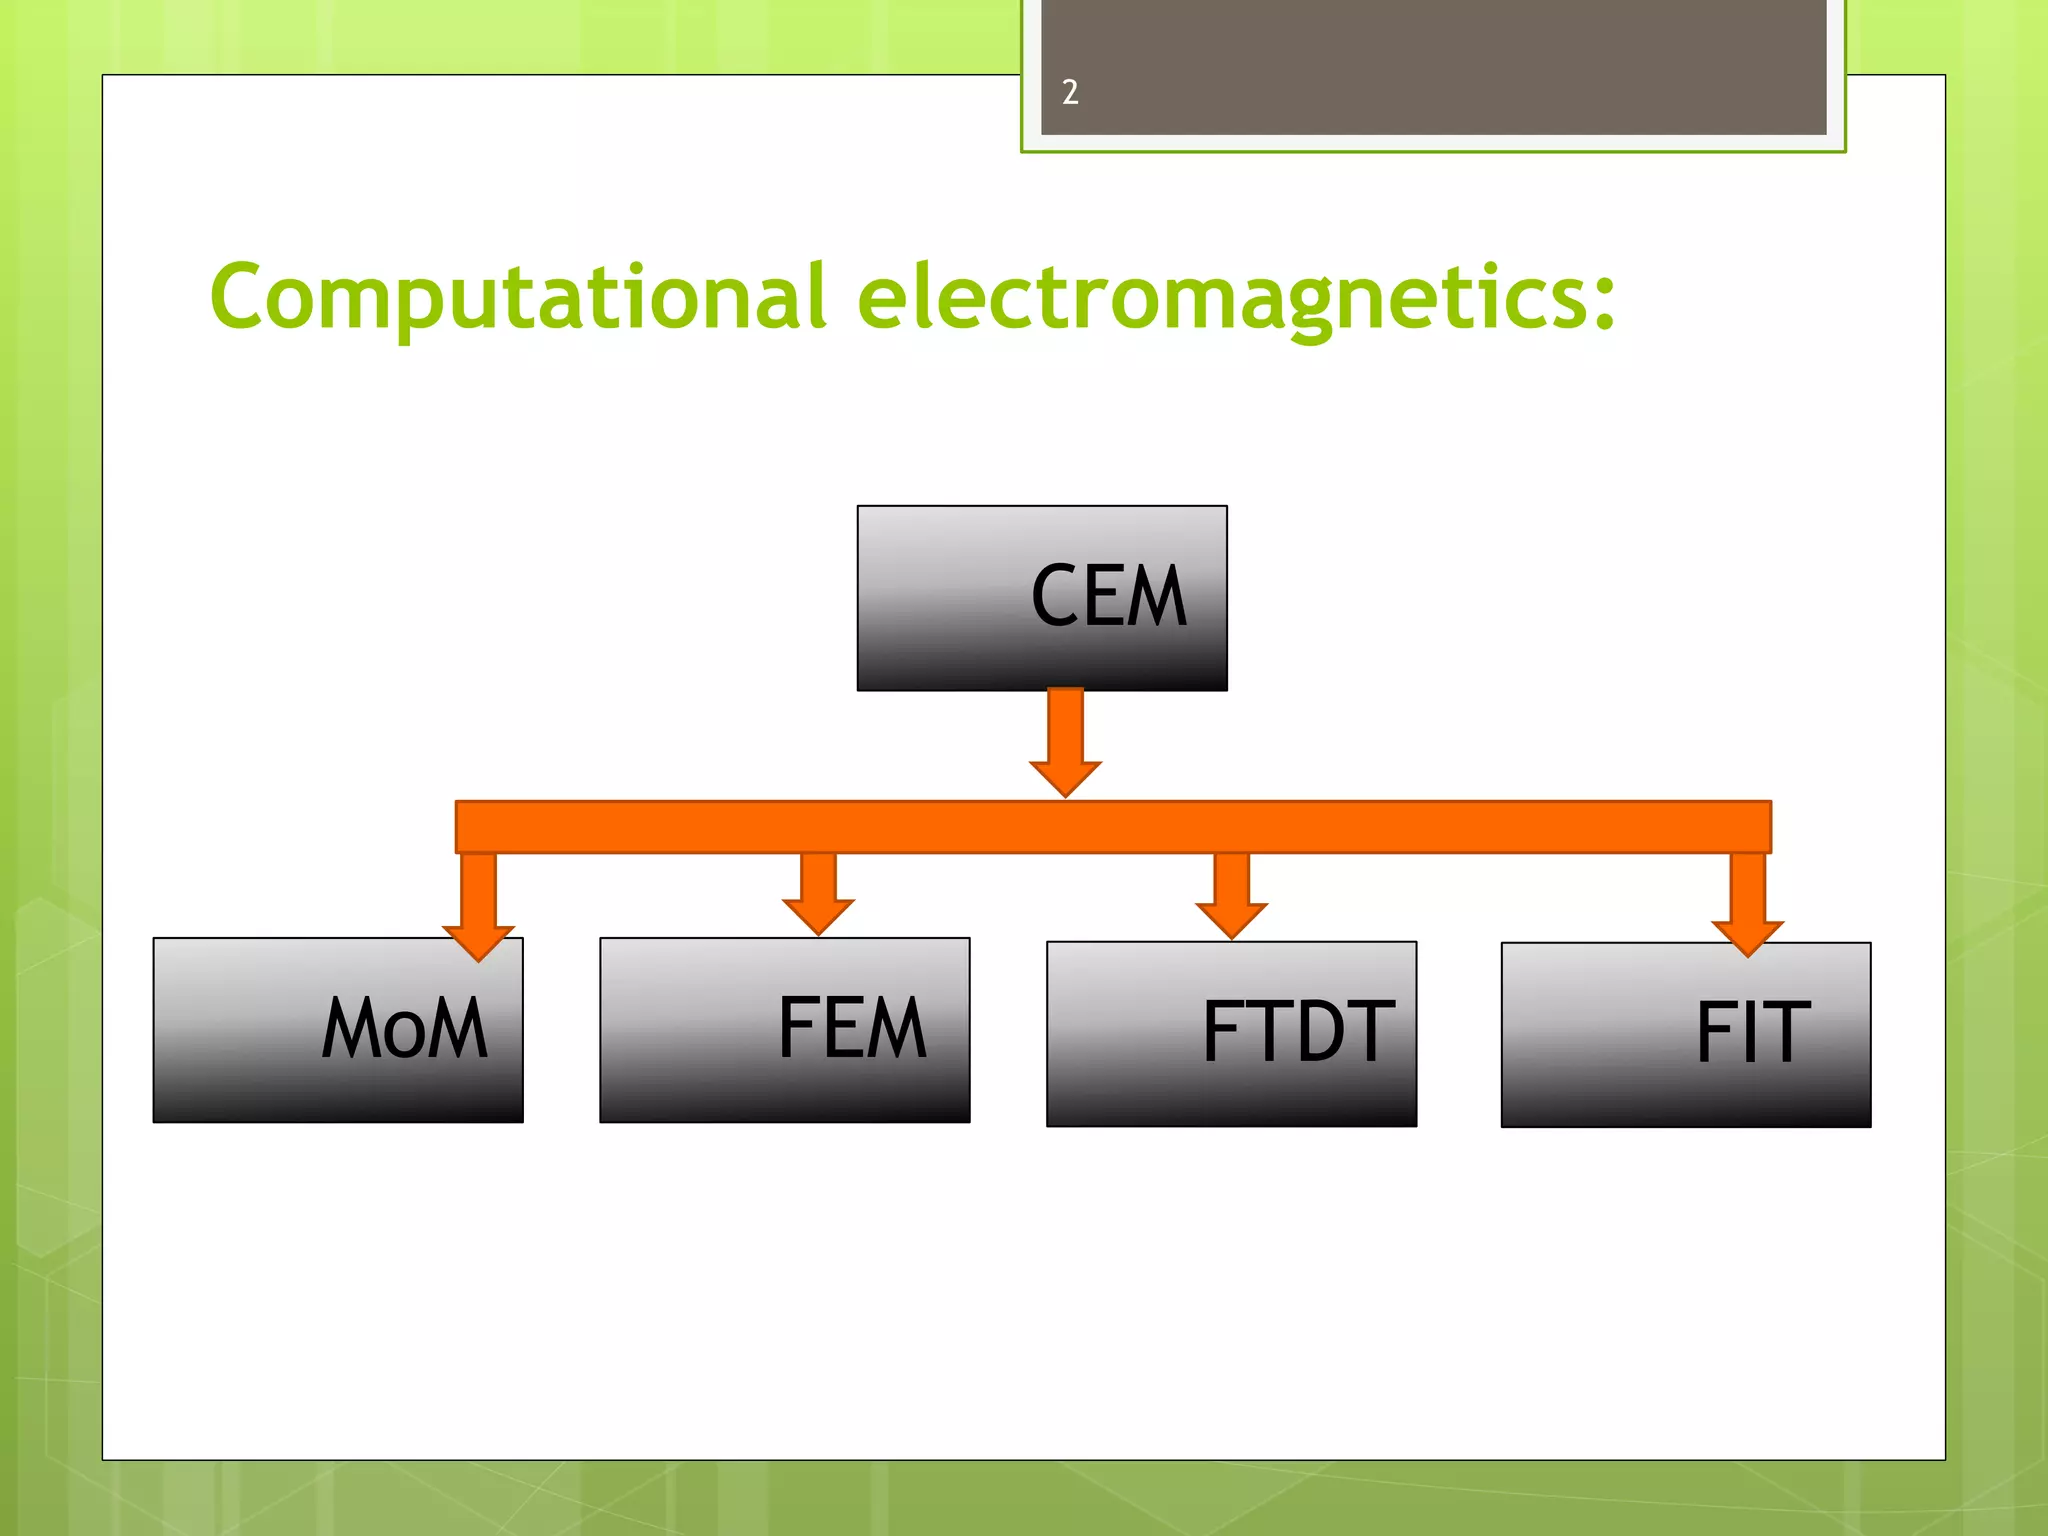 2
Computational electromagnetics:
CEM
MoM
FEM
FTDT
FIT